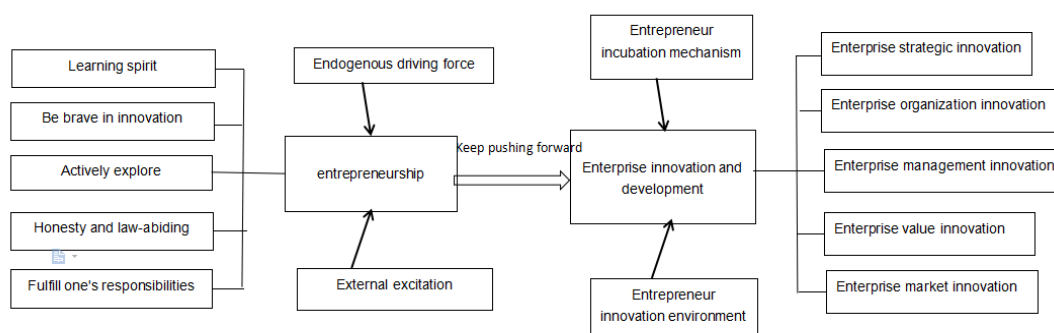 Learning spirit
Be brave in innovation
Actively explore
Honesty and law-abiding
Fulfill one's responsibilities
Endogenous driving force
entrepreneurship
External excitation
Keep pushing forward
Entrepreneur
incubation mechanism
Enterprise innovation and
development
Entrepreneur
innovation environment
Enterprise strategic innovation
Enterprise organization innovation
Enterprise management innovation
Enterprise value innovation
Enterprise market innovation